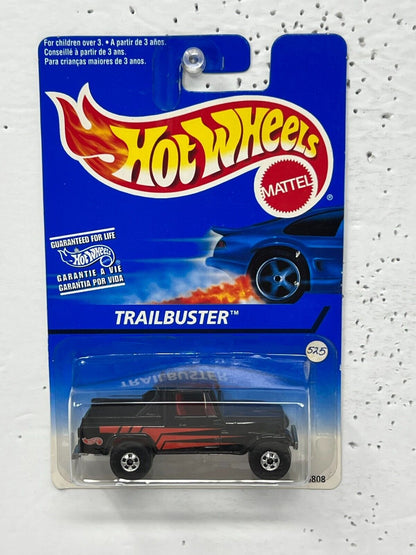 For children over 3. • A partir de 3 años.
Conseillé à partir de 3 ans.
Para crianças maiores de 3 anos.
HOT WHEELS
MATTEL
®
GUARANTEED FOR LIFE
Hot Wheels
GARANTIE A VIE
GARANTIA POR VIDA
TRAILBUSTER™
525
TRAILBUSTER
808